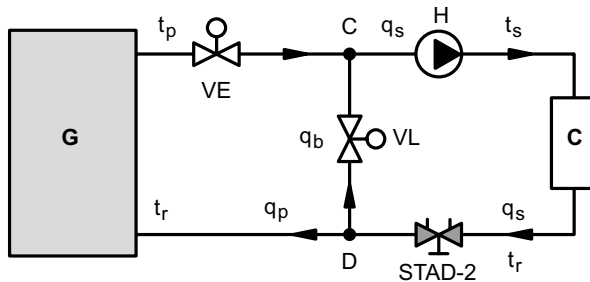 t_p
C
q_s
H
t_s
VE
G
q_b
VL
C
t_r
q_p
q_s
D
STAD-2
t_r